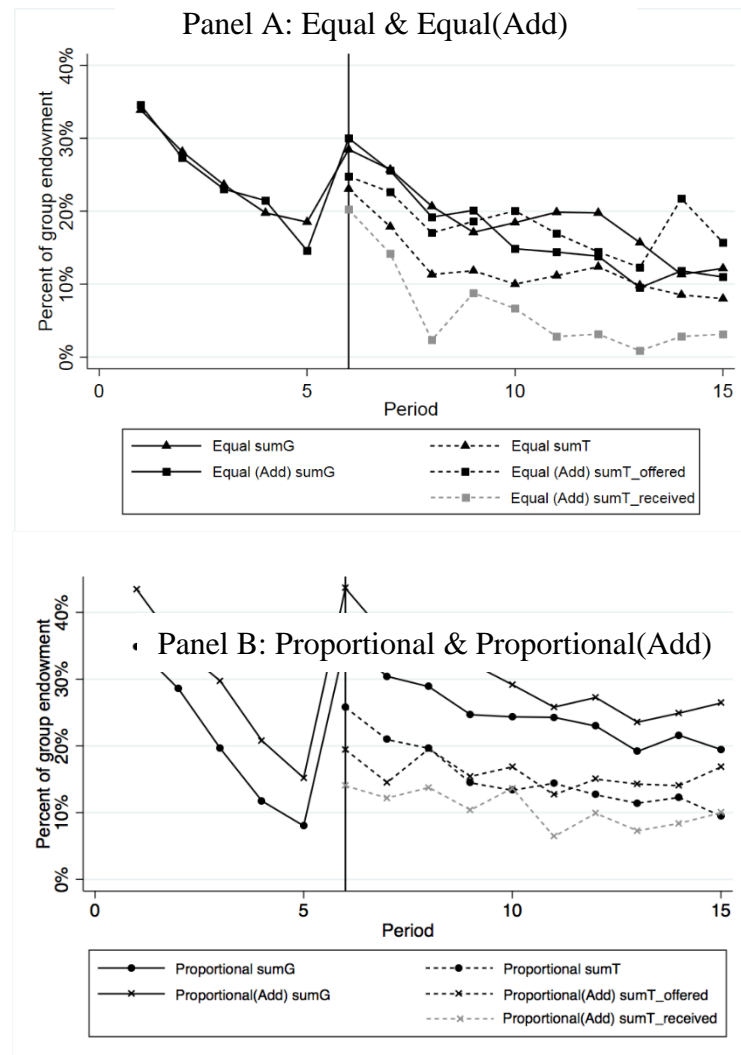 Panel A: Equal & Equal(Add)
40%
30%
20%
10%
0%
Percent of group endowment
0 5 10 15
Period
Equal sumG Equal sumT
Equal (Add) sumG Equal (Add) sumT_offered
Equal (Add) sumT_received
Panel B: Proportional & Proportional(Add)
40%
30%
20%
10%
0%
Percent of group endowment
0 5 10 15
Period
Proportional sumG Proportional sumT
Proportional(Add) sumG Proportional(Add) sumT_offered
Proportional(Add) sumT_received